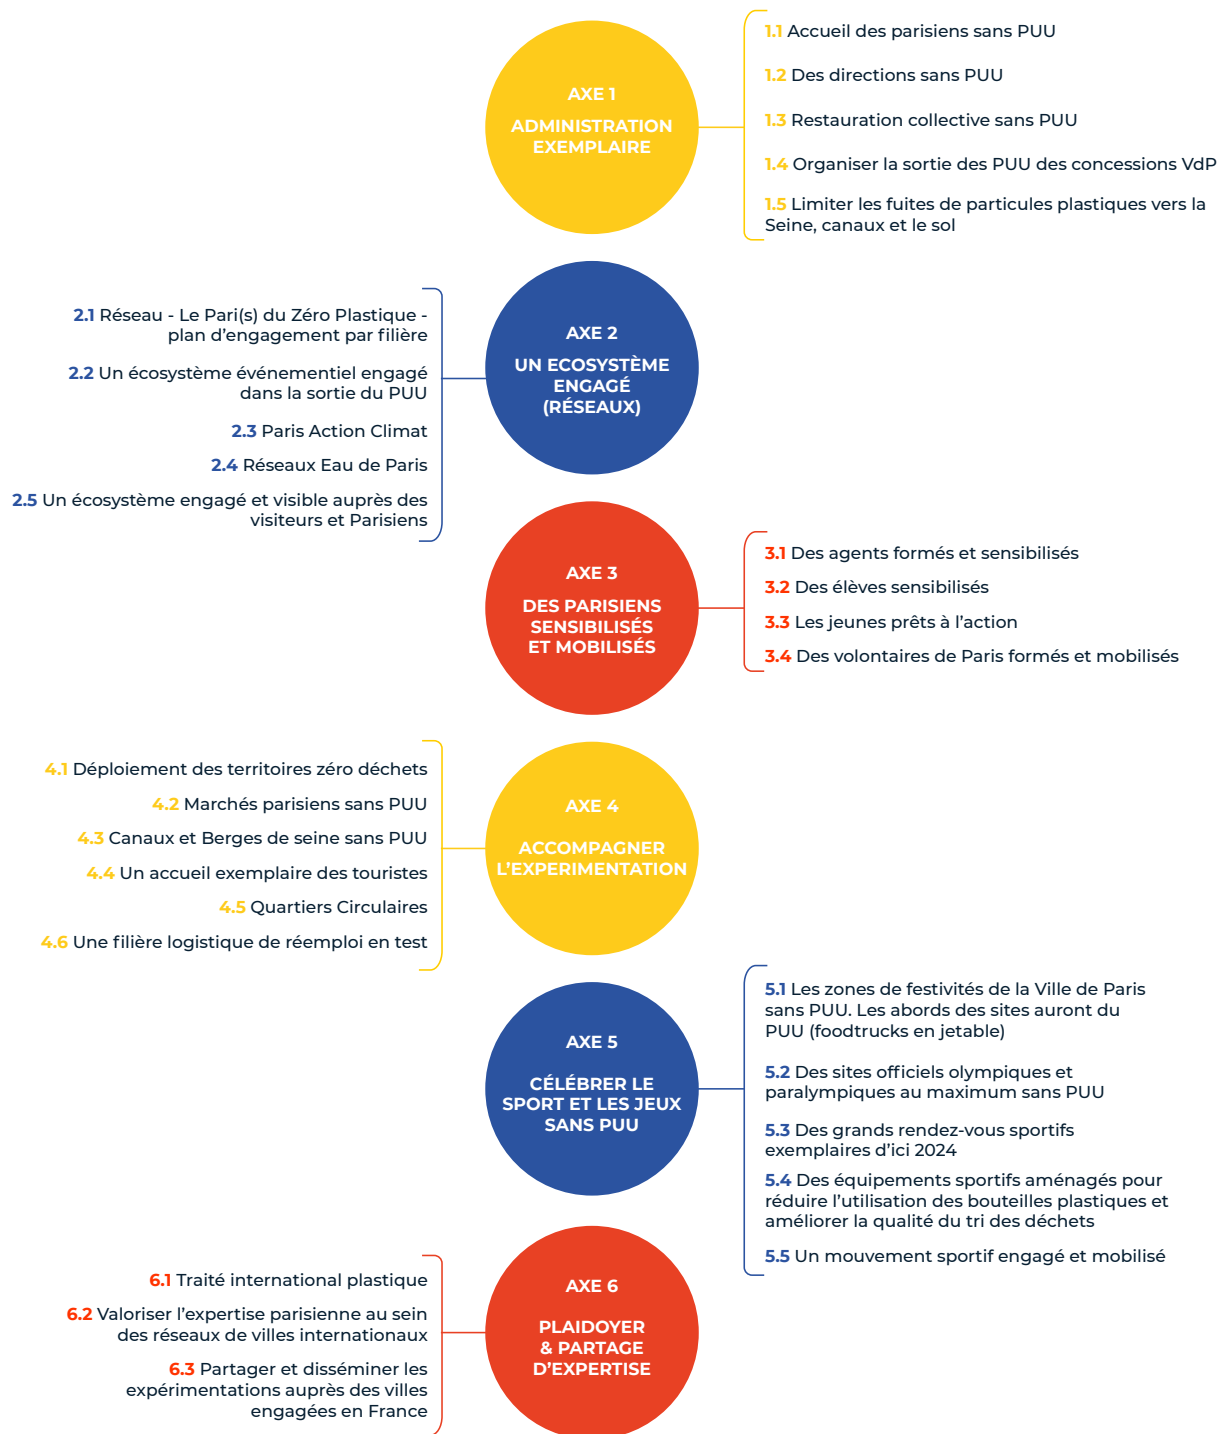 AXE 1
ADMINISTRATION
EXEMPLAIRE
1.1 Accueil des parisiens sans PUU
1.2 Des directions sans PUU
1.3 Restauration collective sans PUU
1.4 Organiser la sortie des PUU des concessions VdP
1.5 Limiter les fuites de particules plastiques vers la
Seine, canaux et le sol
AXE 2
UN ECOSYSTÈME
ENGAGÉ
(RÉSEAUX)
2.1 Réseau - Le Pari(s) du Zéro Plastique -
plan d'engagement par filière
2.2 Un écosystème événementiel engagé
dans la sortie du PUU
2.3 Paris Action Climat
2.4 Réseaux Eau de Paris
2.5 Un écosystème engagé et visible auprès des
visiteurs et Parisiens
AXE 3
DES PARISIENS
SENSIBILISÉS
ET MOBILISÉS
3.1 Des agents formés et sensibilisés
3.2 Des élèves sensibilisés
3.3 Les jeunes prêts à l'action
3.4 Des volontaires de Paris formés et mobilisés
AXE 4
ACCOMPAGNER
L'EXPERIMENTATION
4.1 Déploiement des territoires zéro déchets
4.2 Marchés parisiens sans PUU
4.3 Canaux et Berges de seine sans PUU
4.4 Un accueil exemplaire des touristes
4.5 Quartiers Circulaires
4.6 Une filière logistique de réemploi en test
AXE 5
CÉLÉBRER LE
SPORT ET LES JEUX
SANS PUU
5.1 Les zones de festivités de la Ville de Paris
sans PUU. Les abords des sites auront du
PUU (foodtrucks en jetable)
5.2 Des sites officiels olympiques et
paralympiques au maximum sans PUU
5.3 Des grands rendez-vous sportifs
exemplaires d'ici 2024
5.4 Des équipements sportifs aménagés pour
réduire l'utilisation des bouteilles plastiques et
améliorer la qualité du tri des déchets
5.5 Un mouvement sportif engagé et mobilisé
AXE 6
PLAIDOYER
& PARTAGE
D'EXPERTISE
6.1 Traité international plastique
6.2 Valoriser l'expertise parisienne au sein
des réseaux de villes internationaux
6.3 Partager et disséminer les
expérimentations auprès des villes
engagées en France